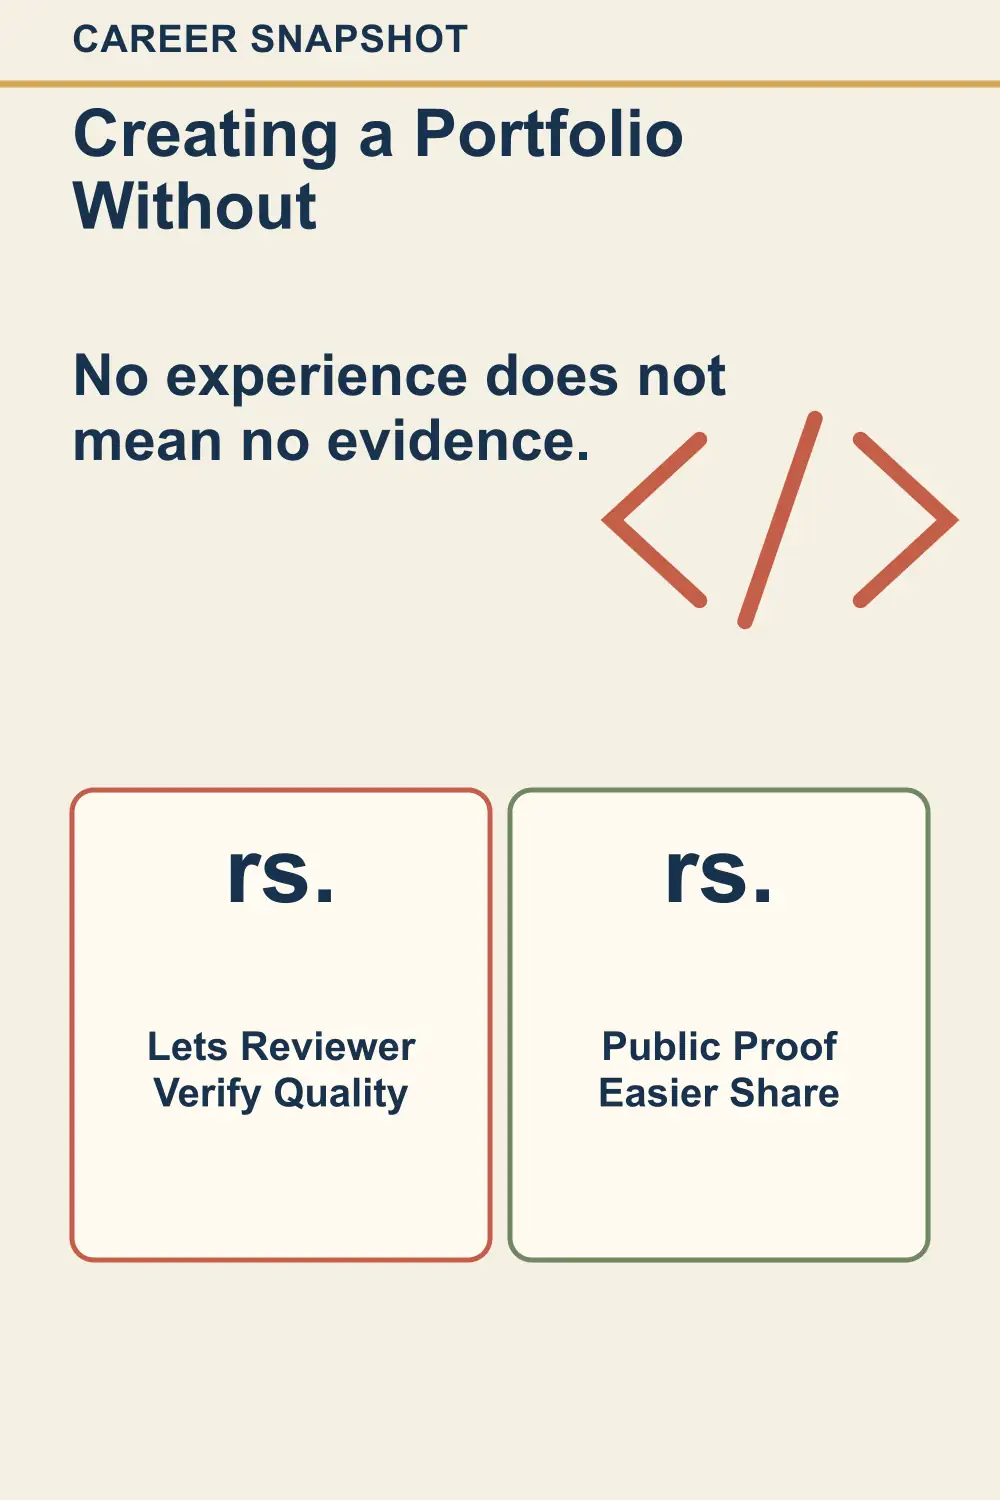 CAREER SNAPSHOT
Creating a Portfolio
Without
No experience does not
mean no evidence.
</>
rs.
Lets Reviewer
Verify Quality
rs.
Public Proof
Easier Share